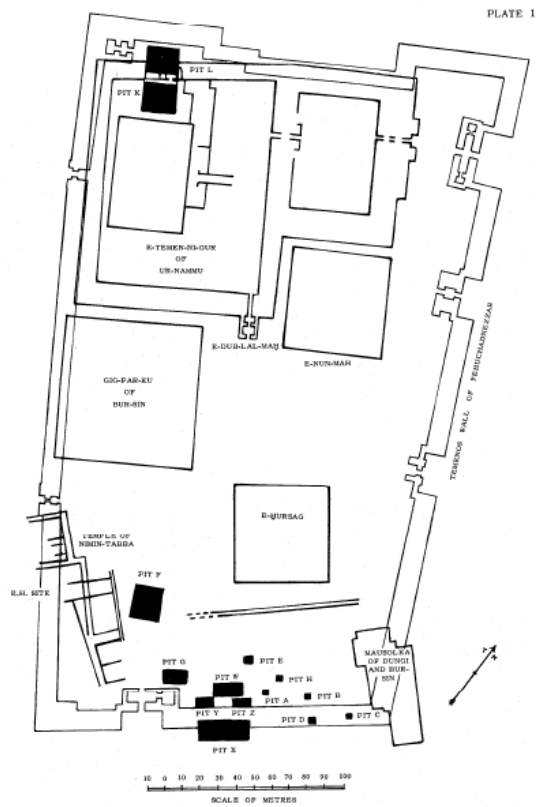 PLATE 1
PIT L
PIT K
E-TEMEN-NI-GUR
OF
UR-NAMMU
E-DUB-LAL-MAH
E-NUN-MAH
GIG-PAR-KU
OF
BUR-SIN
TEMENOS WALL OF
E-HURSAG
TEMPLE OF
NIMIN-TABBA
PIT F
E.H. SITE
MAUSOLEA
OF DUNGI
AND BUR-
SIN
PIT G
PIT E
PIT W
PIT H
PIT A
PIT B
PIT Y
PIT Z
PIT D
PIT C
PIT X
N
10 0 10 20 30 40 50 60 70 80 90 100
SCALE OF METRES